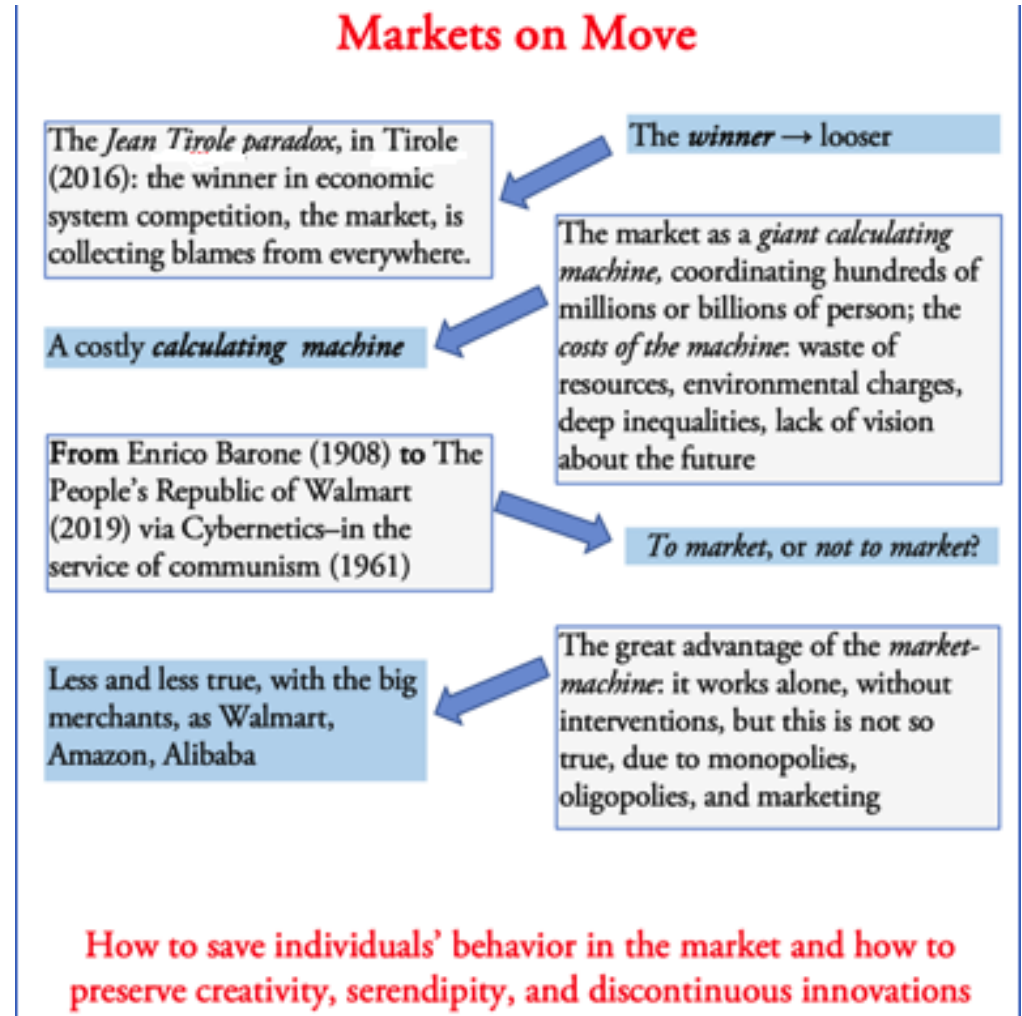 Markets on Move
The Jean Tirole paradox, in Tirole
(2016): the winner in economic
system competition, the market, is
collecting blames from everywhere.
The winner → looser
The market as a giant calculating
machine, coordinating hundreds of
millions or billions of person; the
costs of the machine: waste of
resources, environmental charges,
deep inequalities, lack of vision
about the future
A costly calculating machine
From Enrico Barone (1908) to The
People's Republic of Walmart
(2019) via Cybernetics–in the
service of communism (1961)
To market, or not to market?
The great advantage of the market-
machine: it works alone, without
interventions, but this is not so
true, due to monopolies,
oligopolies, and marketing
Less and less true, with the big
merchants, as Walmart,
Amazon, Alibaba
How to save individuals' behavior in the market and how to
preserve creativity, serendipity, and discontinuous innovations